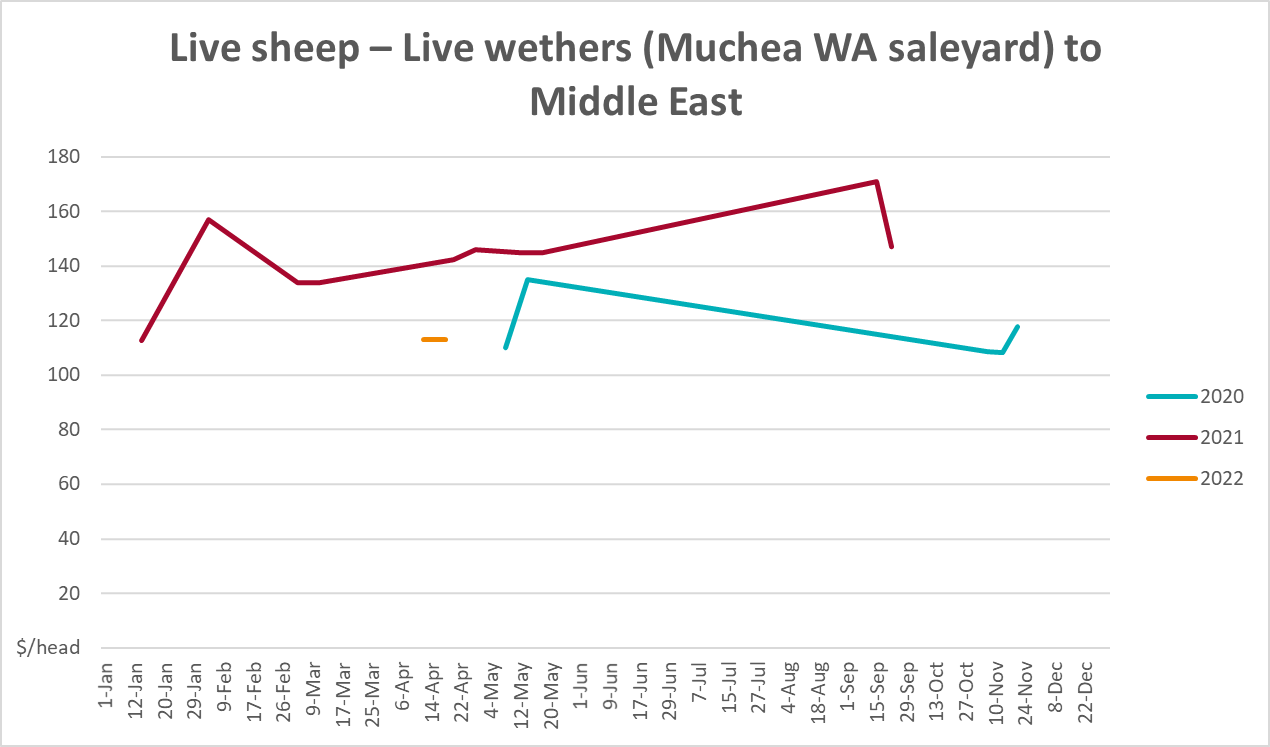 Live sheep – Live wethers (Muchea WA saleyard) to
Middle East
180
160
140
120
100
80
60
40
20
$/head
1-Jan
12-Jan
20-Jan
29-Jan
9-Feb
17-Feb
26-Feb
9-Mar
17-Mar
25-Mar
6-Apr
14-Apr
22-Apr
4-May
12-May
20-May
1-Jun
17-Jun
29-Jun
7-Jul
15-Jul
27-Jul
4-Aug
18-Aug
1-Sep
15-Sep
29-Sep
13-Oct
27-Oct
10-Nov
24-Nov
8-Dec
22-Dec
2020
2021
2022